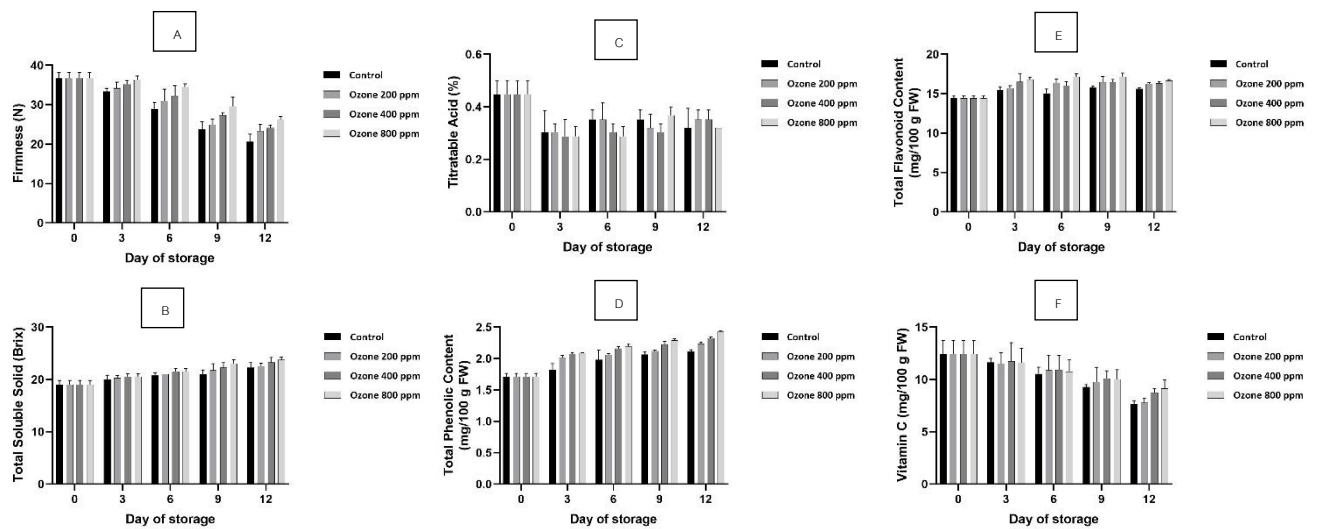 A
Firmness (N)
40
30
20
10
0
0 3 6 9 12
Day of storage
Control
Ozone 200 ppm
Ozone 400 ppm
Ozone 800 ppm
C
Titratable Acid (%)
0.6
0.4
0.2
0.0
0 3 6 9 12
Day of storage
Control
Ozone 200 ppm
Ozone 400 ppm
Ozone 800 ppm
E
Total Flavonoid Content
(mg/100 g FW)
20
15
10
5
0
0 3 6 9 12
Day of storage
Control
Ozone 200 ppm
Ozone 400 ppm
Ozone 800 ppm
B
Total Soluble Solid (Brix)
30
20
10
0
0 3 6 9 12
Day of storage
Control
Ozone 200 ppm
Ozone 400 ppm
Ozone 800 ppm
D
Total Phenolic Content
(mg/100 g FW)
2.5
2.0
1.5
1.0
0.5
0.0
0 3 6 9 12
Day of storage
Control
Ozone 200 ppm
Ozone 400 ppm
Ozone 800 ppm
F
Vitamin C (mg/100 g FW)
15
10
5
0
0 3 6 9 12
Day of storage
Control
Ozone 200 ppm
Ozone 400 ppm
Ozone 800 ppm